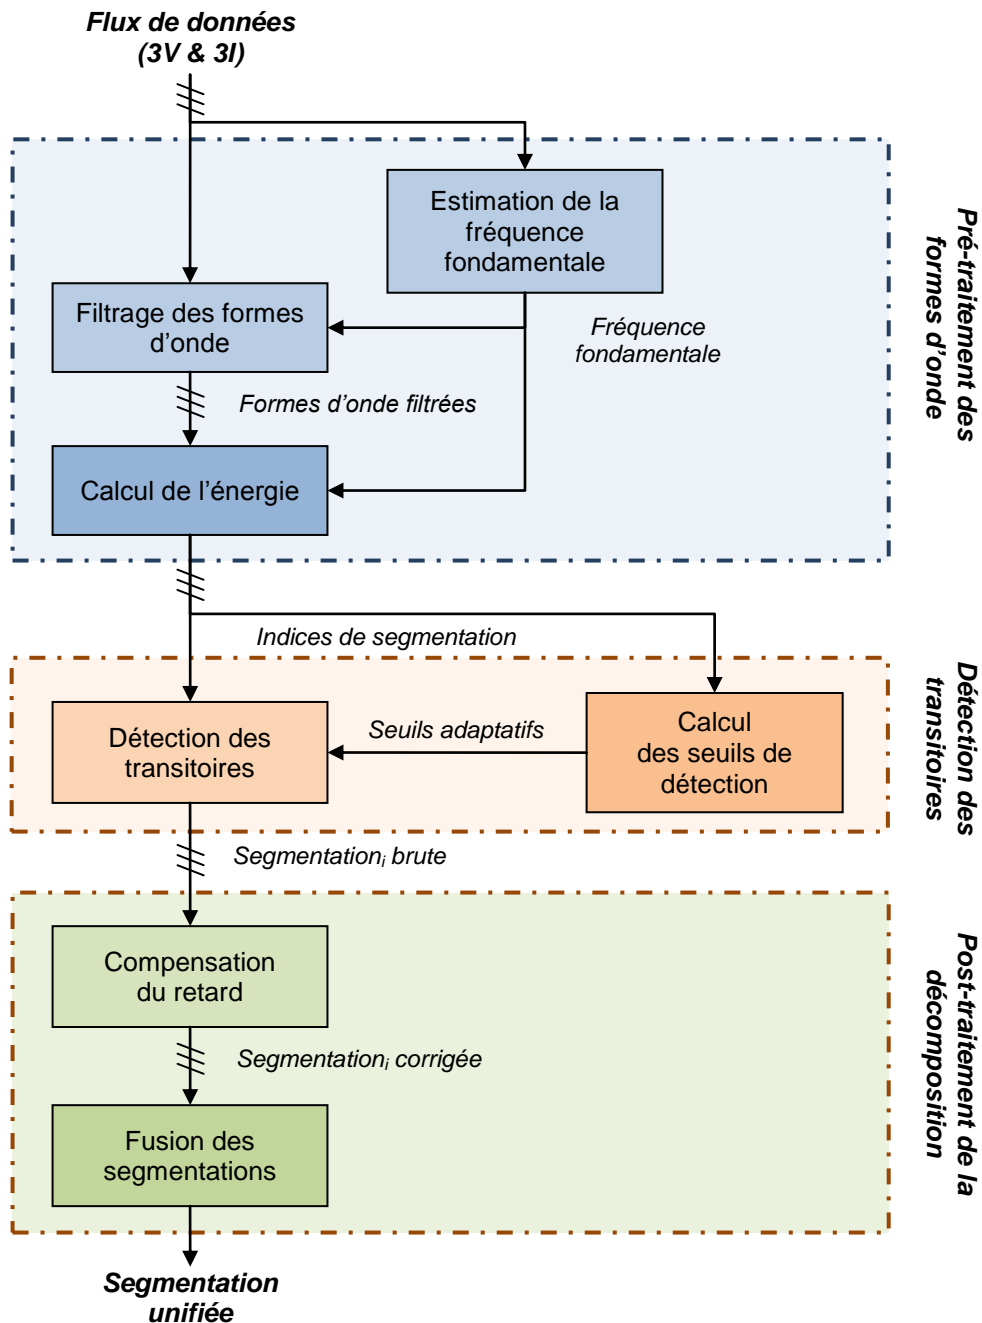 Flux de données
(3V & 3I)
Estimation de la
fréquence
fondamentale
Pré-traitement des
formes d'onde
Filtrage des formes
d'onde
Fréquence
fondamentale
Formes d'onde filtrées
Calcul de l'énergie
Indices de segmentation
Détection des
transitoires
Seuils adaptatifs
Calcul
des seuils de
détection
Détection des
transitoires
Segmentationᵢ brute
Compensation
du retard
Post-traitement de la
décomposition
Segmentationᵢ corrigée
Fusion des
segmentations
Segmentation
unifiée